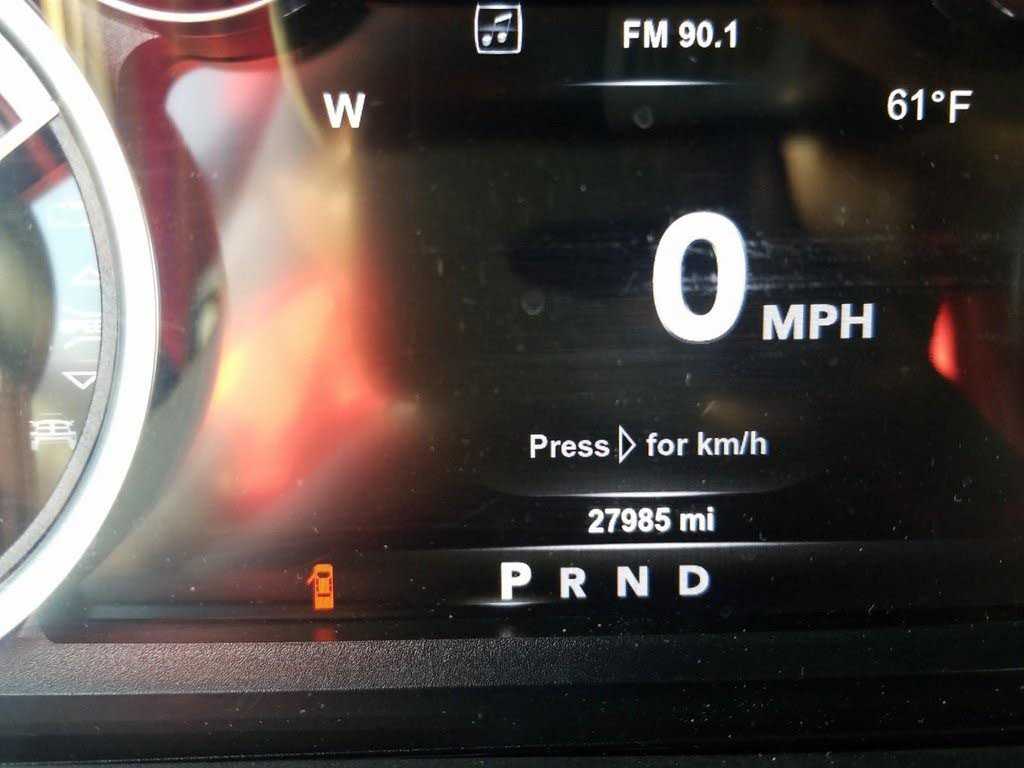 FM 90.1
W
61°F
0 MPH
Press ▷ for km/h
27985 mi
P R N D